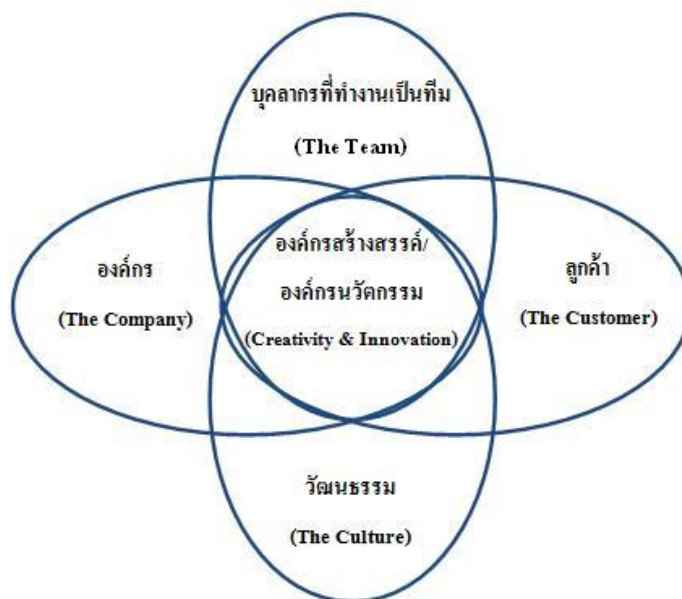 บุคลากรที่ทำงานเป็นทีม
(The Team)
องค์กร
(The Company)
องค์กรสร้างสรรค์/
องค์กรนวัตกรรม
(Creativity & Innovation)
ลูกค้า
(The Customer)
วัฒนธรรม
(The Culture)